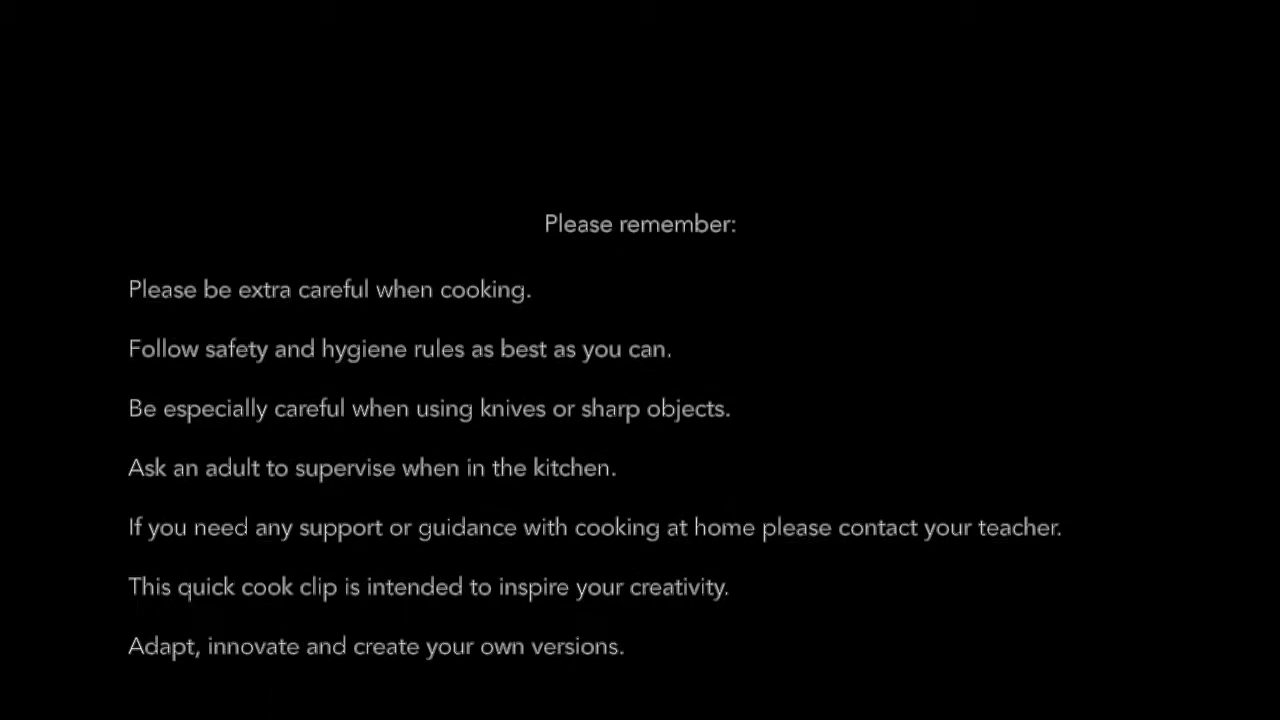 Please remember:
Please be extra careful when cooking.
Follow safety and hygiene rules as best as you can.
Be especially careful when using knives or sharp objects.
Ask an adult to supervise when in the kitchen.
If you need any support or guidance with cooking at home please contact your teacher.
This quick cook clip is intended to inspire your creativity.
Adapt, innovate and create your own versions.